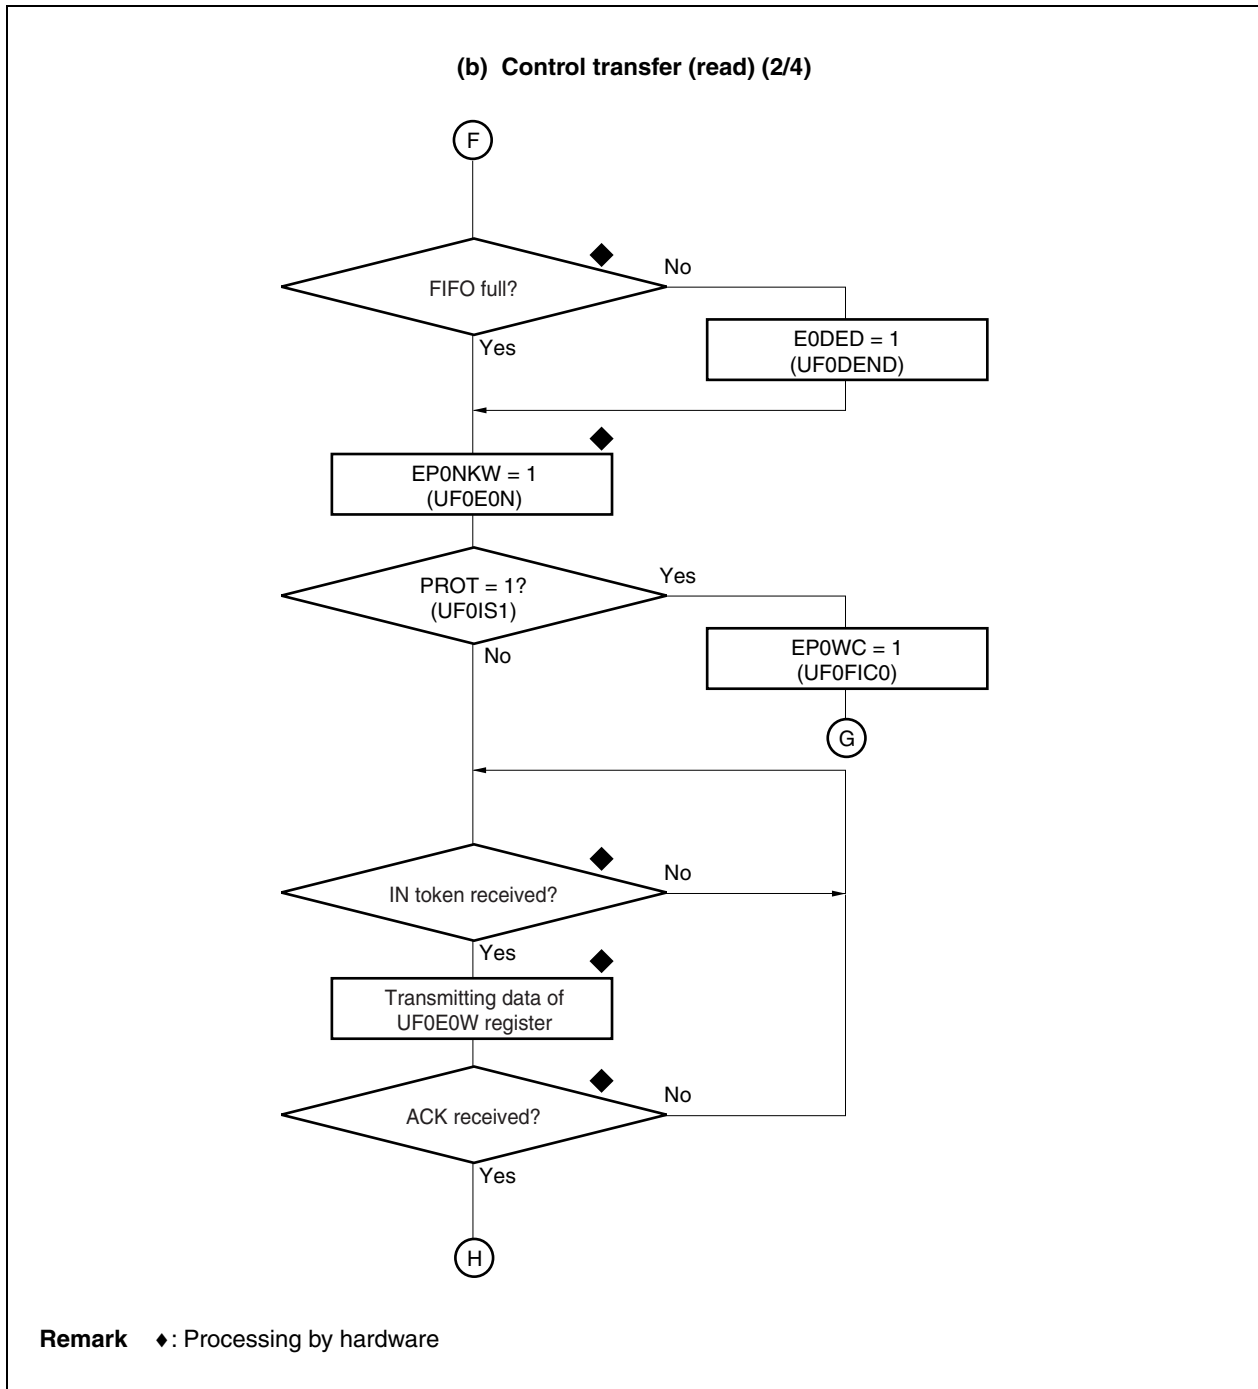 (b) Control transfer (read) (2/4)
F
FIFO full?
No
Yes
E0DED = 1
(UF0DEND)
EP0NKW = 1
(UF0E0N)
PROT = 1?
(UF0IS1)
Yes
No
EP0WC = 1
(UF0FIC0)
G
IN token received?
No
Yes
Transmitting data of
UF0E0W register
ACK received?
No
Yes
H
Remark ♦: Processing by hardware